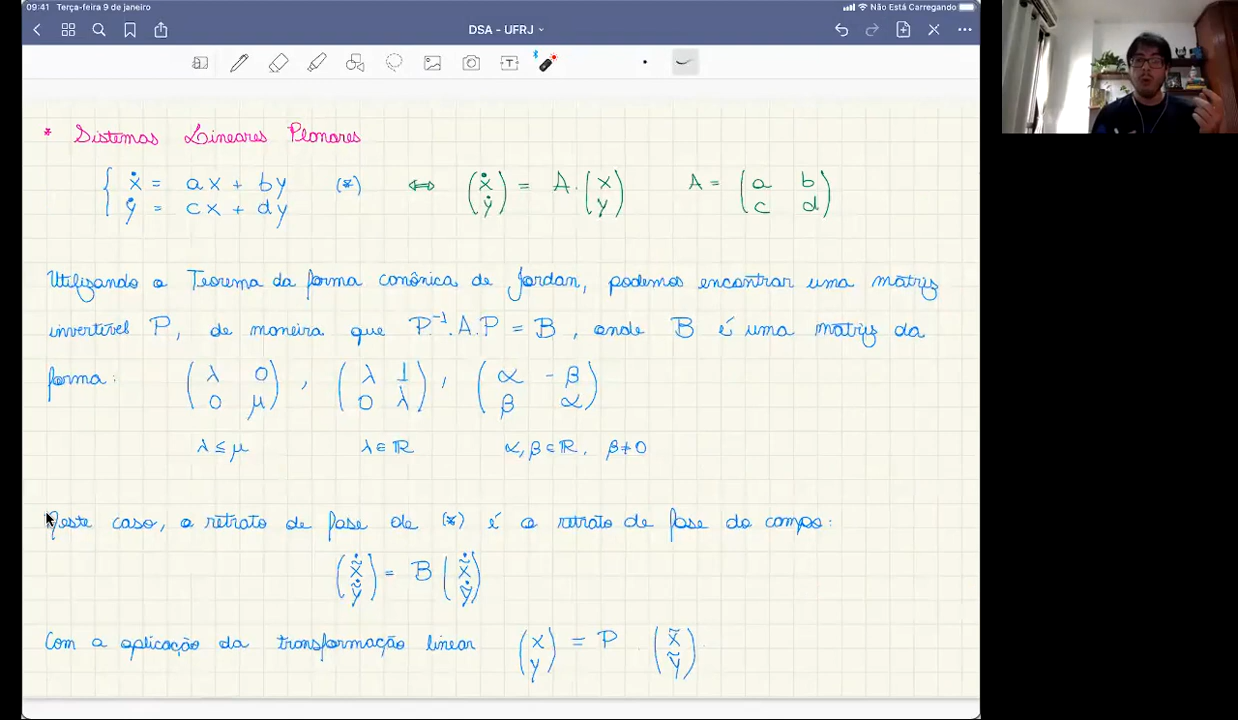 09:41 Terça-feira 9 de janeiro Não Está Carregando
DSA - UFRJ
* Sistemas Lineares Planares
{ ẋ = ax + by (*) ⟺ (ẋ ẏ) = A · (x y) A = (a b
ẏ = cx + dy c d)
Utilizando o Teorema da forma canônica de Jordan, podemos encontrar uma matriz
invertível P, de maneira que P⁻¹.A.P = B, onde B é uma matriz da
forma: (λ 0 , (λ 1 , (α -β
0 μ) 0 λ) β α)
λ ≤ μ λ ∈ ℝ α, β ∈ ℝ, β ≠ 0
Neste caso, o retrato de fase de (*) é o retrato de fase do campo:
(ẋ̃ ẏ̃) = B (ẋ̃ ẏ̃)
Com a aplicação da transformação linear (x y) = P (x̃ ỹ)